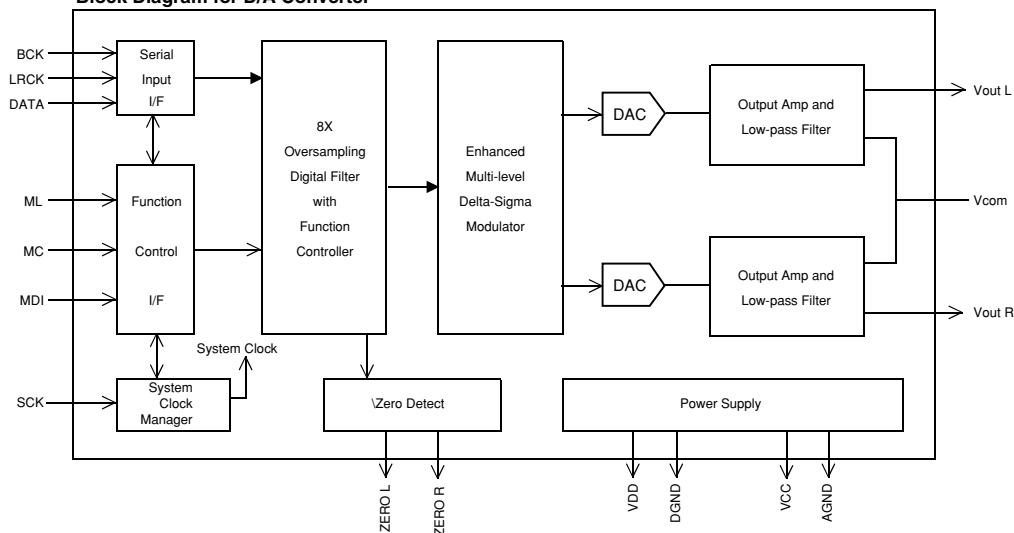 Block Diagram for D/A Converter
BCK
LRCK
DATA
Serial
Input
I/F
ML
MC
MDI
Function
Control
I/F
SCK
System
Clock
Manager
System Clock
8X
Oversampling
Digital Filter
with
Function
Controller
Enhanced
Multi-level
Delta-Sigma
Modulator
DAC
DAC
Output Amp and
Low-pass Filter
Output Amp and
Low-pass Filter
Vout L
Vcom
Vout R
\Zero Detect
Power Supply
ZERO L
ZERO R
VDD
DGND
VCC
AGND